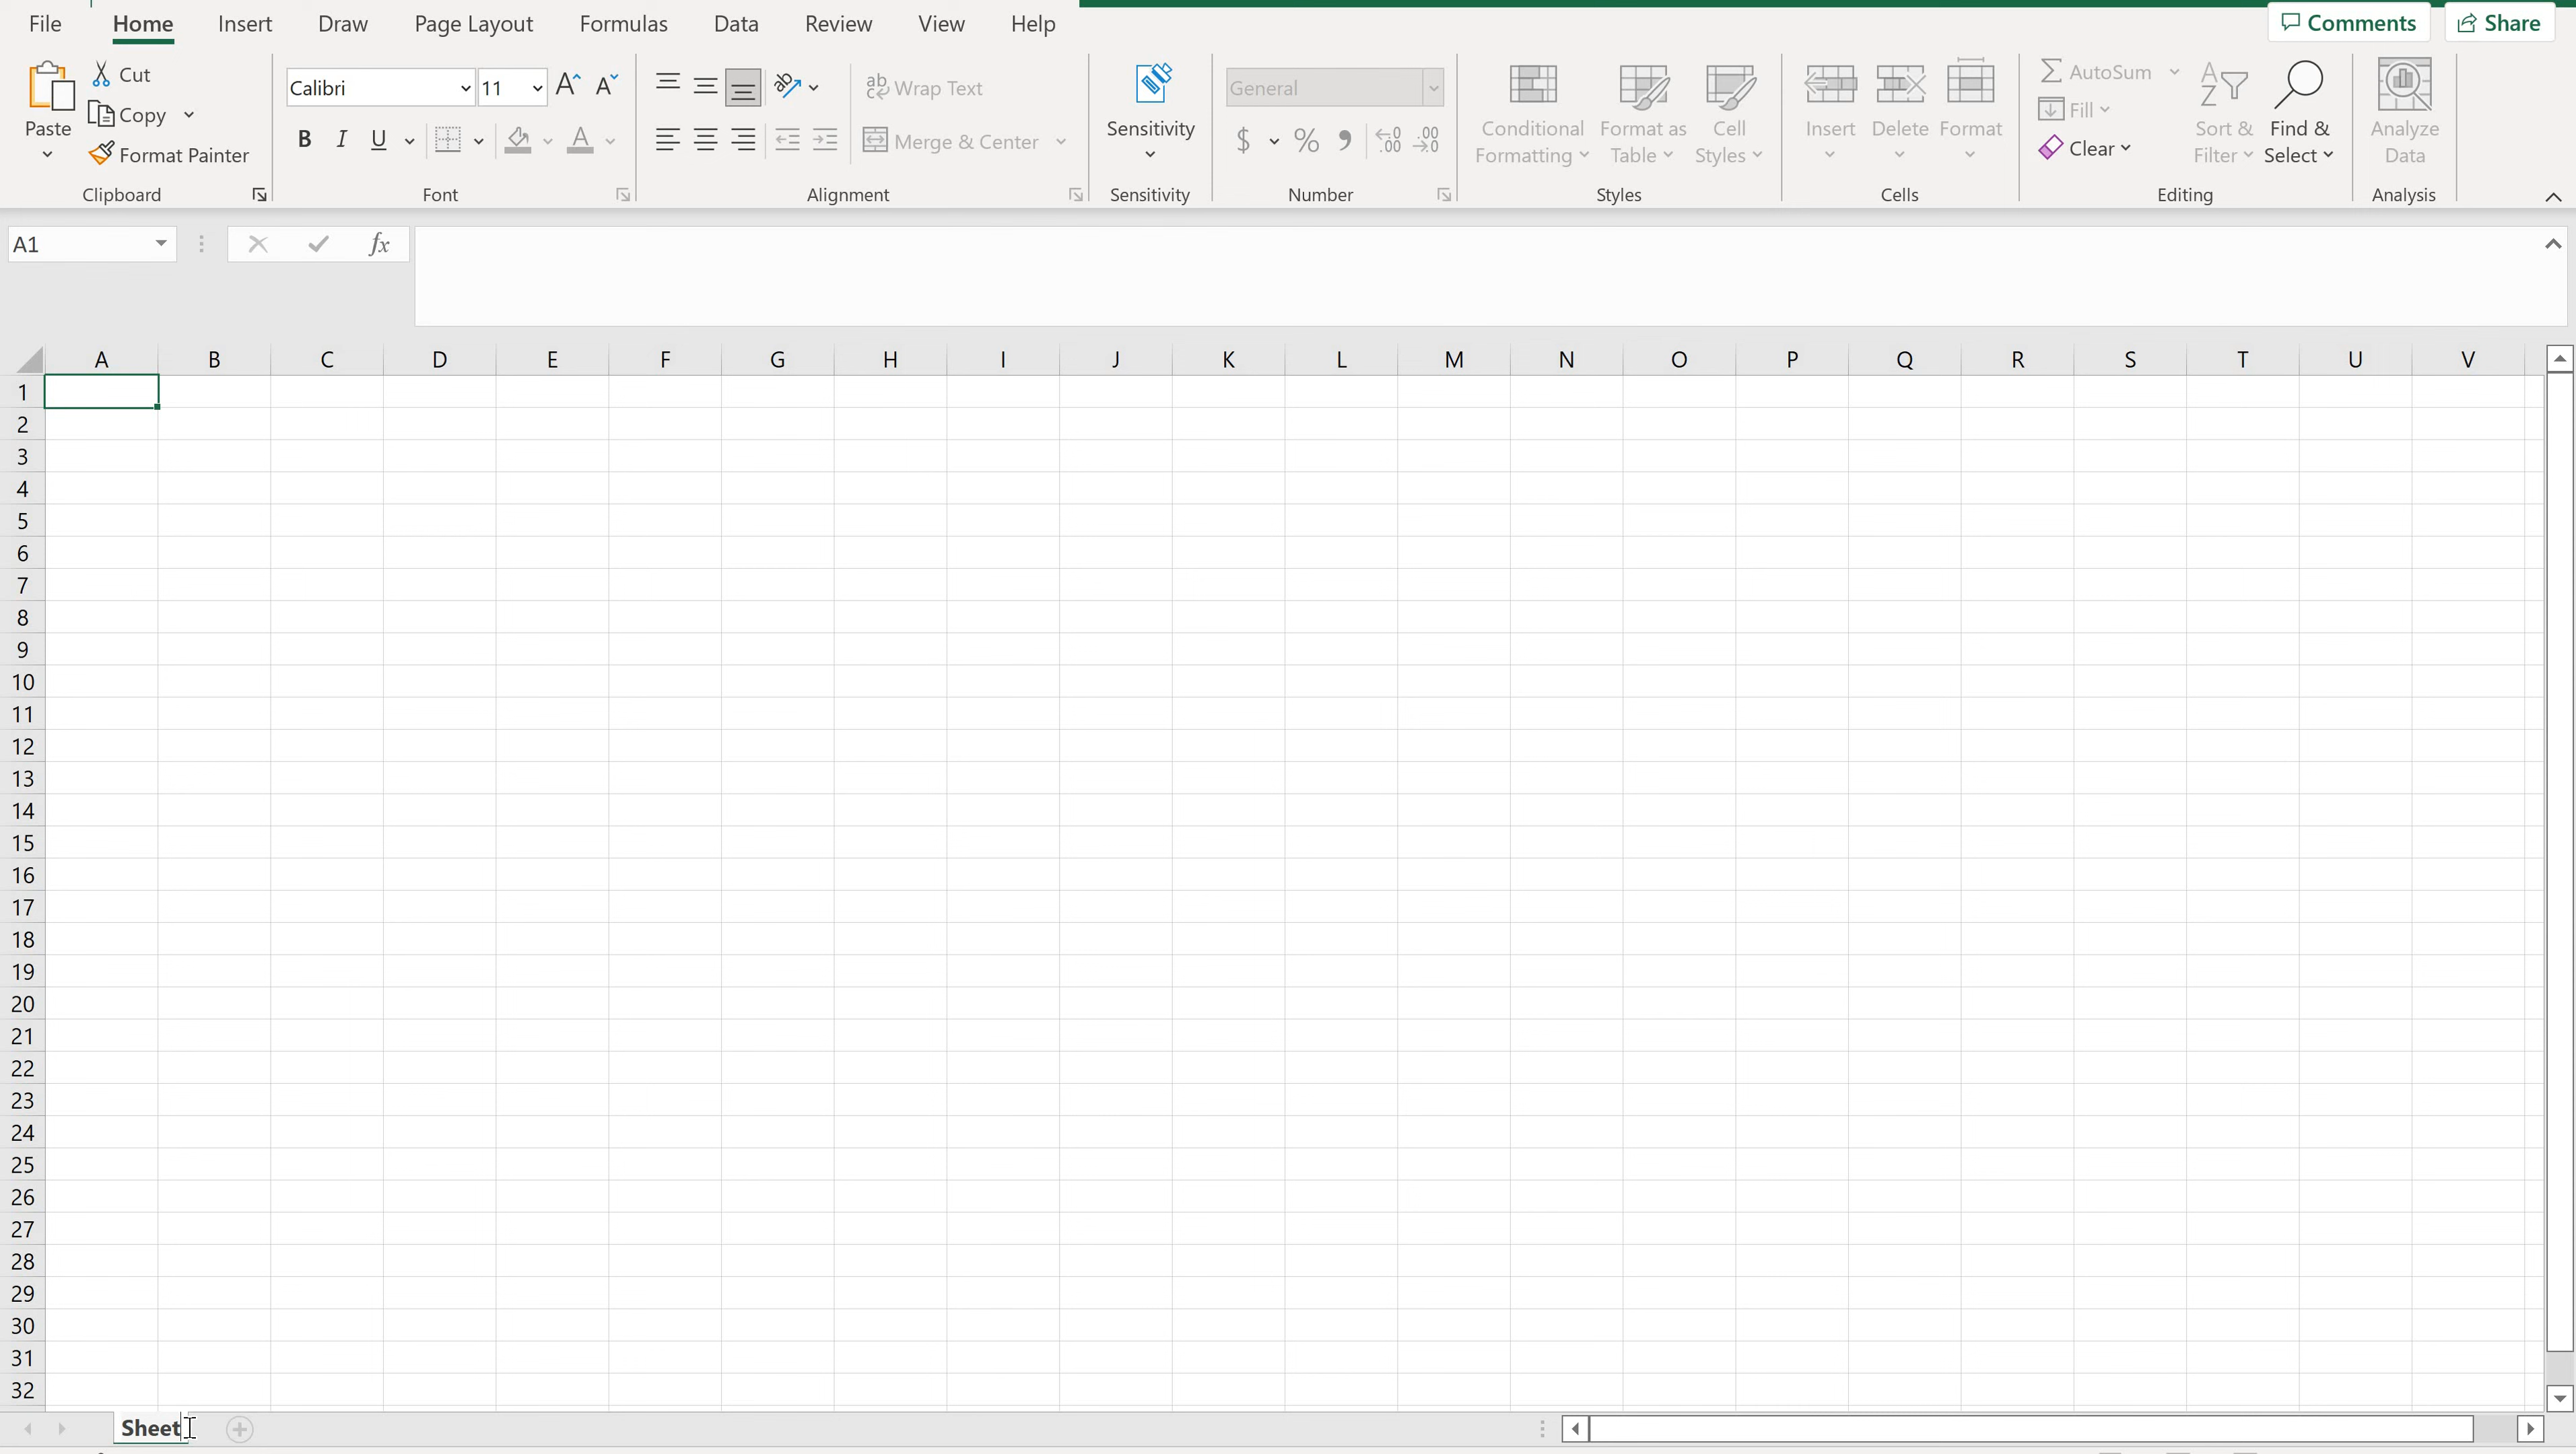 File Home Insert Draw Page Layout Formulas Data Review View Help Comments Share
Paste
Cut
Copy
Format Painter
Clipboard
Calibri 11
B I U
Font
Wrap Text
Merge & Center
Alignment
Sensitivity
Sensitivity
General
$ % 9 .00 .00
Number
Conditional Formatting
Format as Table
Cell Styles
Styles
Insert
Delete
Format
Cells
AutoSum
Fill
Clear
Sort & Filter
Find & Select
Editing
Analyze Data
Analysis
A1 fx
A B C D E F G H I J K L M N O P Q R S T U V
1
2
3
4
5
6
7
8
9
10
11
12
13
14
15
16
17
18
19
20
21
22
23
24
25
26
27
28
29
30
31
32
Sheet